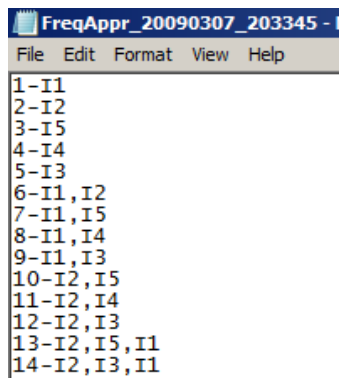 FreqAppr_20090307_203345 -
File Edit Format View Help
1-I1
2-I2
3-I5
4-I4
5-I3
6-I1,I2
7-I1,I5
8-I1,I4
9-I1,I3
10-I2,I5
11-I2,I4
12-I2,I3
13-I2,I5,I1
14-I2,I3,I1